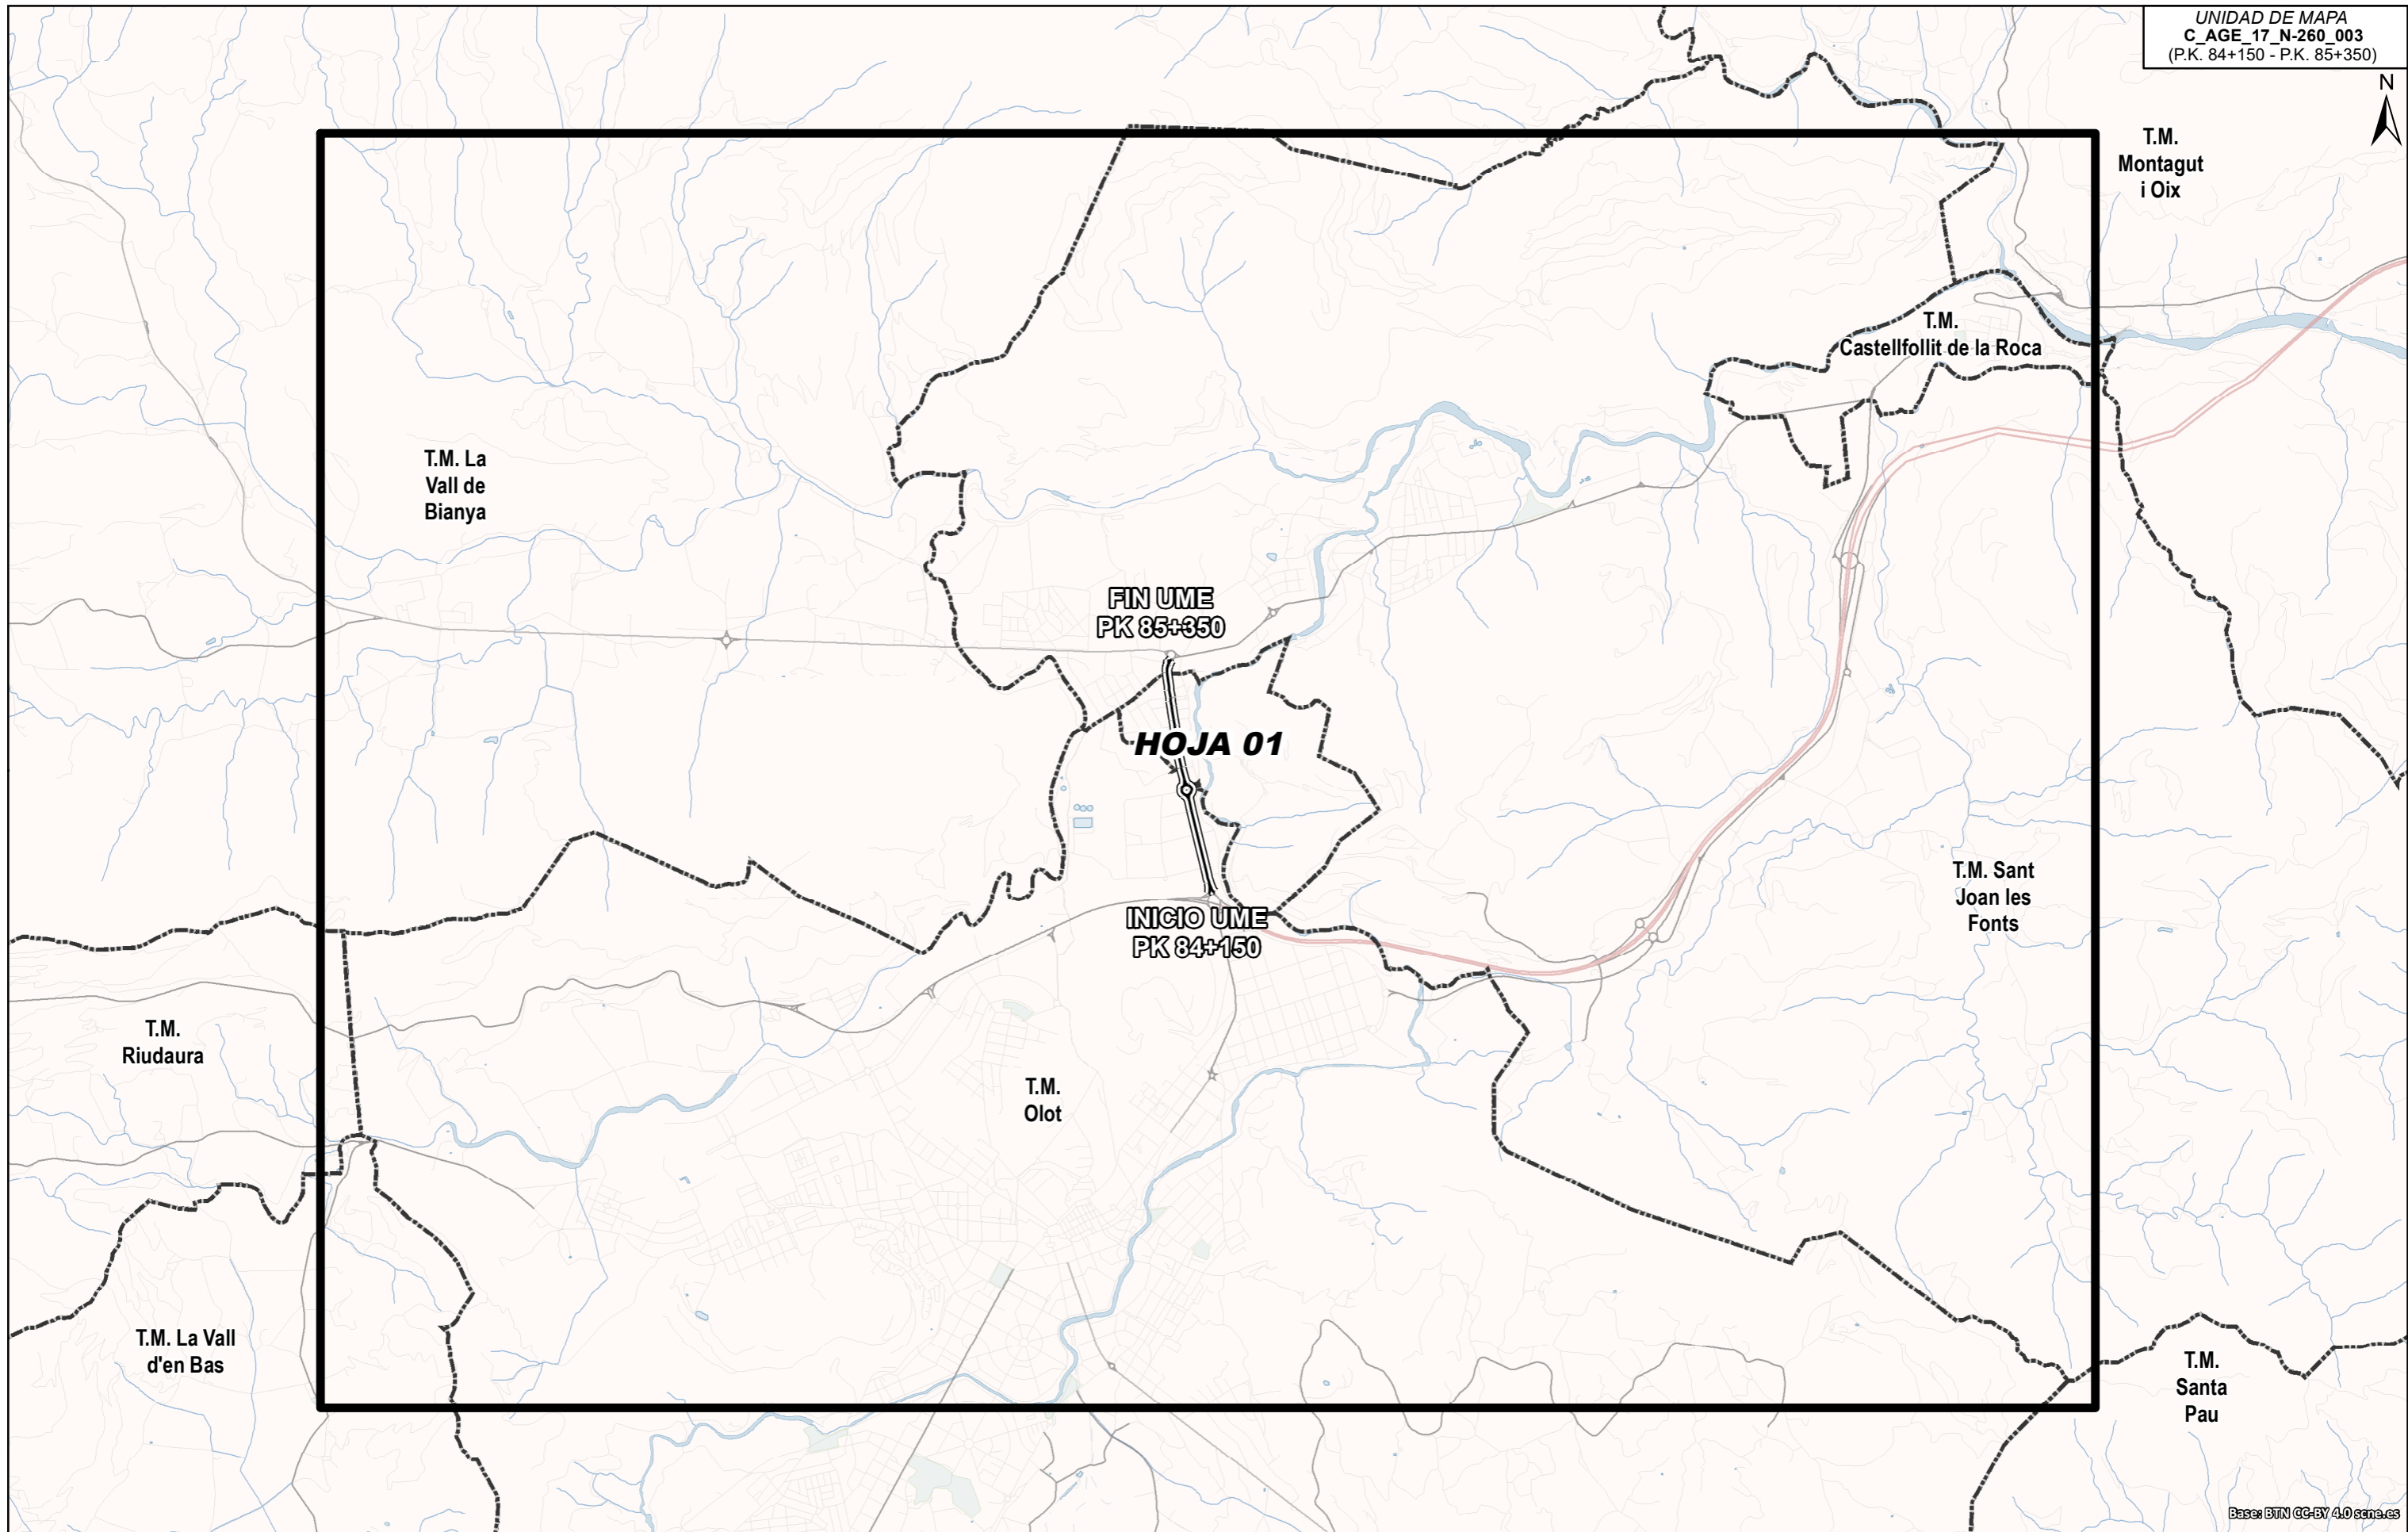 UNIDAD DE MAPA
C_AGE_17_N-260_003
(P.K. 84+150 - P.K. 85+350)
N
T.M.
Montagut
i Oix
T.M.
Castellfollit de la Roca
T.M. La
Vall de
Bianya
FIN UME
PK 85+350
HOJA 01
T.M. Sant
Joan les
Fonts
INICIO UME
PK 84+150
T.M.
Riudaura
T.M.
Olot
T.M. La Vall
d'en Bas
T.M.
Santa
Pau
Base: BTN CC-BY 4.0 scne.es